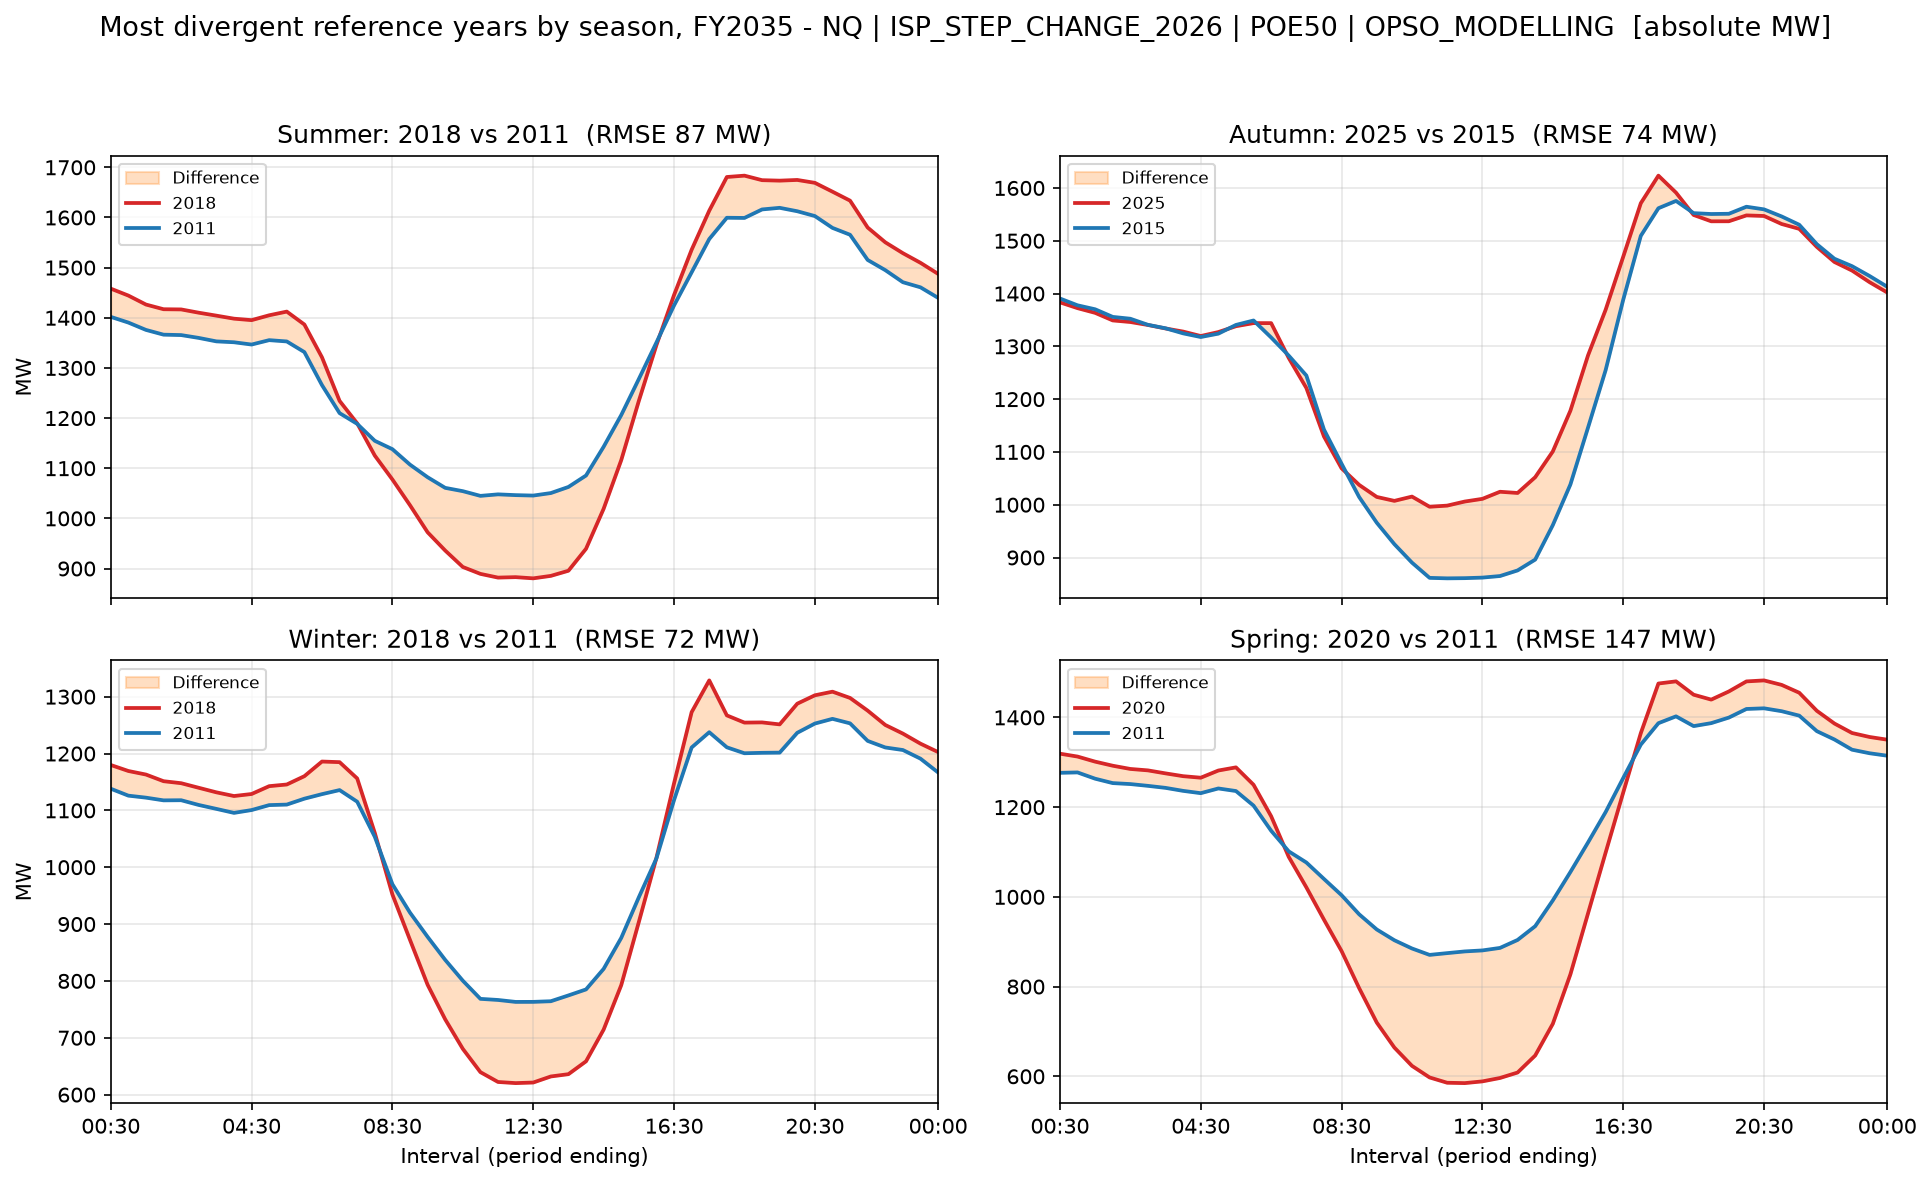 Most divergent reference years by season, FY2035 - NQ | ISP_STEP_CHANGE_2026 | POE50 | OPSO_MODELLING  [absolute MW]
Summer: 2018 vs 2011  (RMSE 87 MW)
Difference
2018
2011
1700
1600
1500
1400
1300
1200
1100
1000
900
MW
Autumn: 2025 vs 2015  (RMSE 74 MW)
Difference
2025
2015
1600
1500
1400
1300
1200
1100
1000
900
Winter: 2018 vs 2011  (RMSE 72 MW)
Difference
2018
2011
1300
1200
1100
1000
900
800
700
600
MW
00:30 04:30 08:30 12:30 16:30 20:30 00:00
Interval (period ending)
Spring: 2020 vs 2011  (RMSE 147 MW)
Difference
2020
2011
1400
1200
1000
800
600
00:30 04:30 08:30 12:30 16:30 20:30 00:00
Interval (period ending)